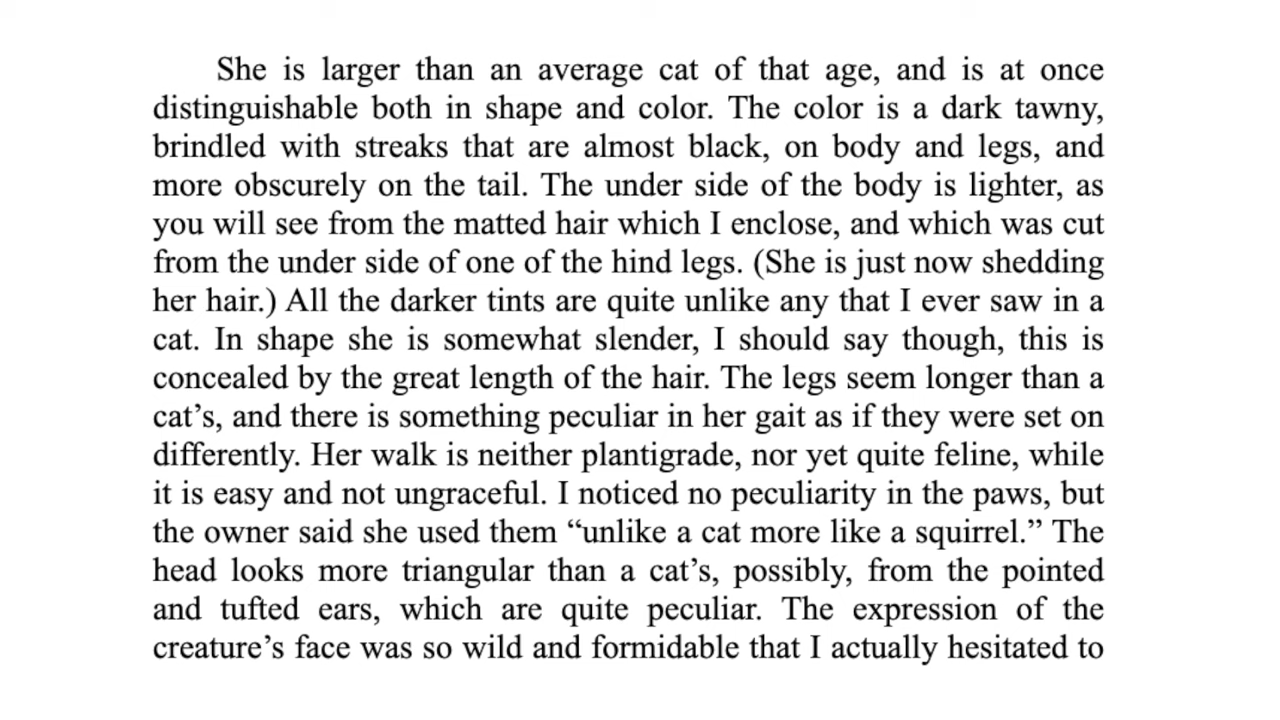 She is larger than an average cat of that age, and is at once
distinguishable both in shape and color. The color is a dark tawny,
brindled with streaks that are almost black, on body and legs, and
more obscurely on the tail. The under side of the body is lighter, as
you will see from the matted hair which I enclose, and which was cut
from the under side of one of the hind legs. (She is just now shedding
her hair.) All the darker tints are quite unlike any that I ever saw in a
cat. In shape she is somewhat slender, I should say though, this is
concealed by the great length of the hair. The legs seem longer than a
cat’s, and there is something peculiar in her gait as if they were set on
differently. Her walk is neither plantigrade, nor yet quite feline, while
it is easy and not ungraceful. I noticed no peculiarity in the paws, but
the owner said she used them “unlike a cat more like a squirrel.” The
head looks more triangular than a cat’s, possibly, from the pointed
and tufted ears, which are quite peculiar. The expression of the
creature’s face was so wild and formidable that I actually hesitated to